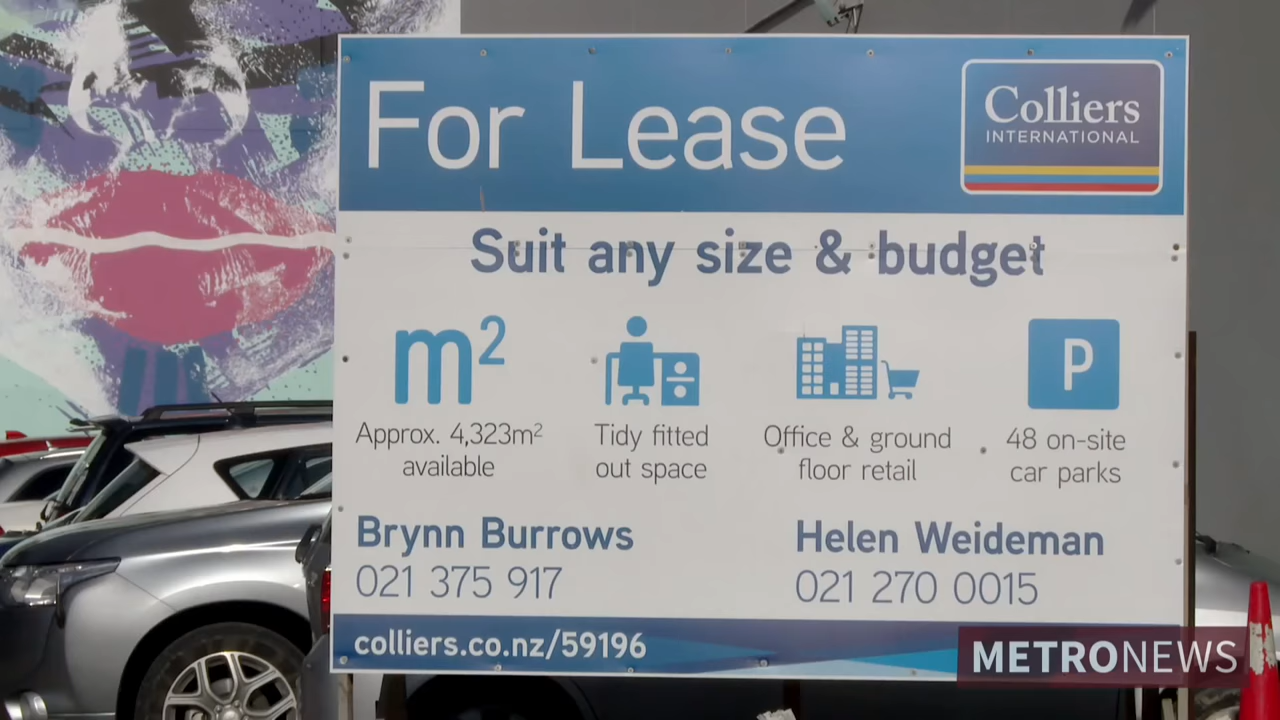 For Lease
Colliers
INTERNATIONAL
Suit any size & budget
m²
P
Approx. 4,323m²
available
Tidy fitted
out space
Office & ground
floor retail
48 on-site
car parks
Brynn Burrows
021 375 917
Helen Weideman
021 270 0015
colliers.co.nz/59196
METRONEWS